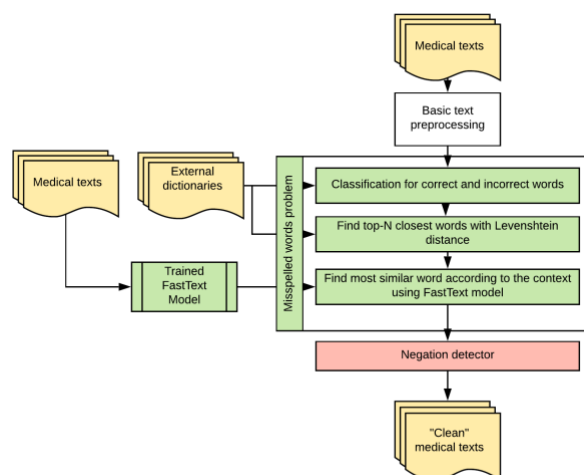 Medical texts
Basic text
preprocessing
Medical texts
External
dictionaries
Misspelled words problem
Classification for correct and incorrect words
Find top-N closest words with Levenshtein
distance
Trained
FastText
Model
Find most similar word according to the context
using FastText model
Negation detector
"Clean"
medical texts